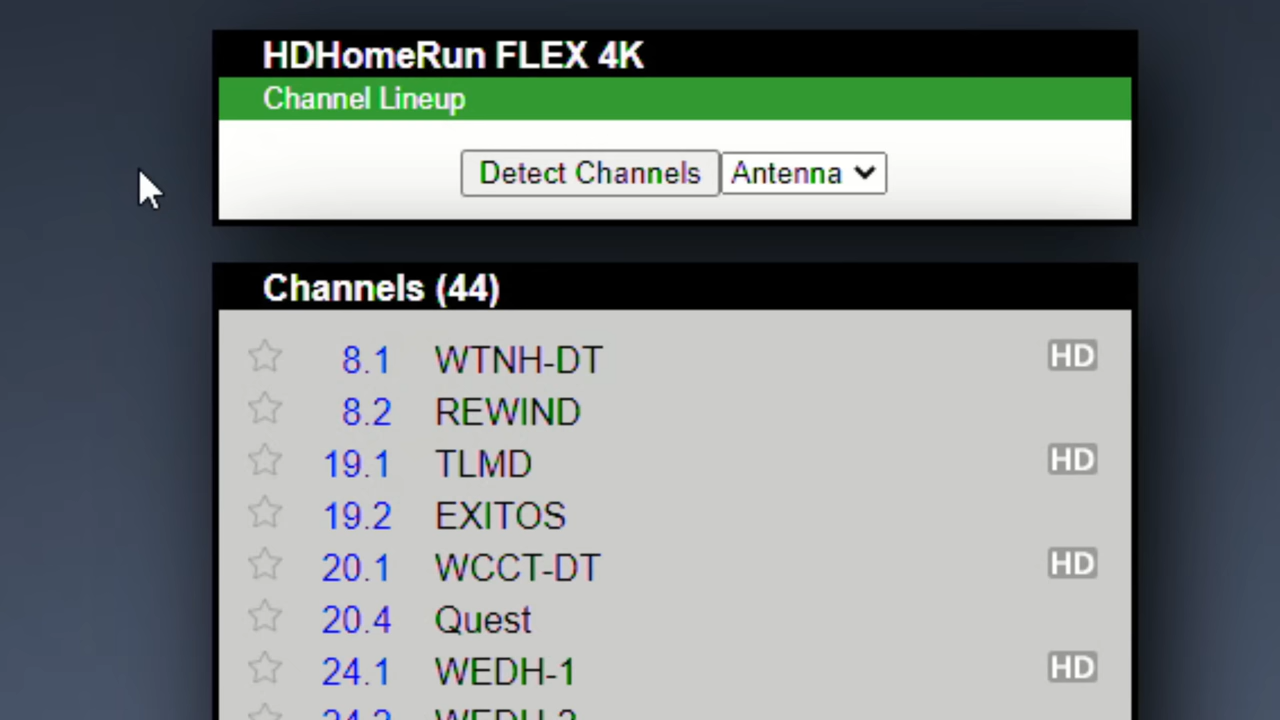 HDHomeRun FLEX 4K
Channel Lineup
Detect Channels Antenna
Channels (44)
8.1 WTNH-DT HD
8.2 REWIND
19.1 TLMD HD
19.2 EXITOS
20.1 WCCT-DT HD
20.4 Quest
24.1 WEDH-1 HD